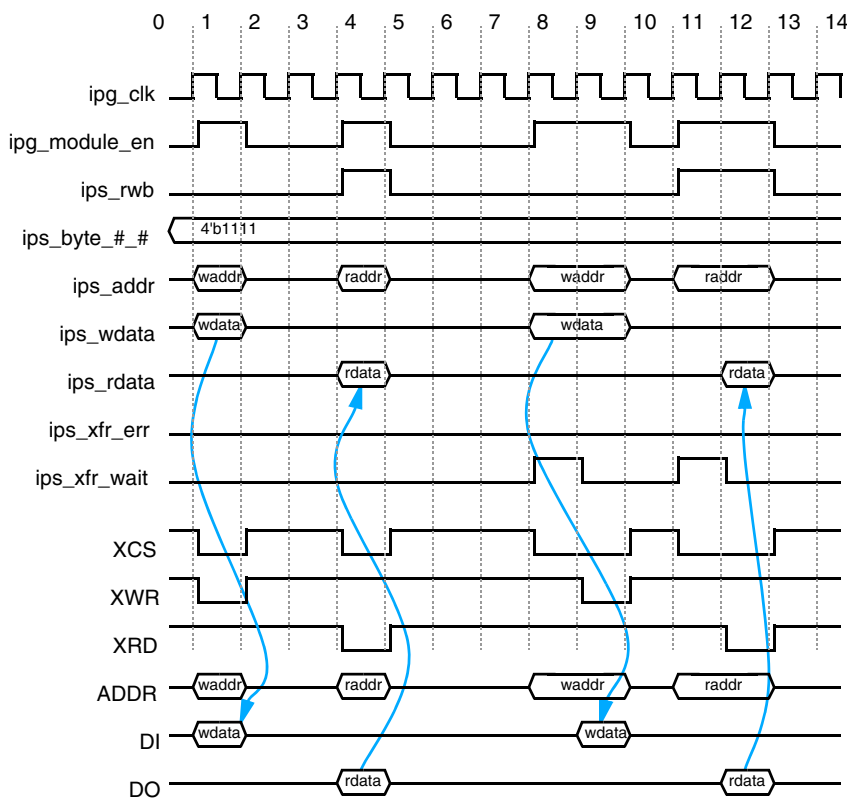 0 1 2 3 4 5 6 7 8 9 10 11 12 13 14
ipg_clk
ipg_module_en
ips_rwb
ips_byte_#_# 4'b1111
ips_addr waddr raddr waddr raddr
ips_wdata wdata wdata
ips_rdata rdata rdata
ips_xfr_err
ips_xfr_wait
XCS
XWR
XRD
ADDR waddr raddr waddr raddr
DI wdata wdata
DO rdata rdata